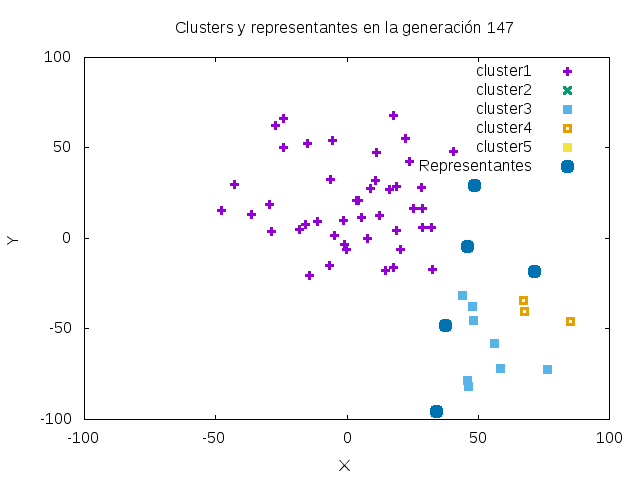 Clusters y representantes en la generación 147
100
50
0
-50
-100
-100
-50
0
50
100
Y
X
cluster1
cluster2
cluster3
cluster4
cluster5
Representantes